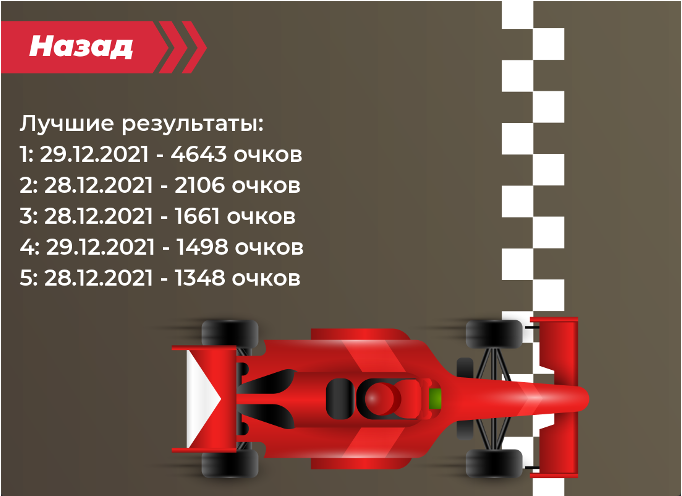 Назад
Лучшие результаты:
1: 29.12.2021 - 4643 очков
2: 28.12.2021 - 2106 очков
3: 28.12.2021 - 1661 очков
4: 29.12.2021 - 1498 очков
5: 28.12.2021 - 1348 очков